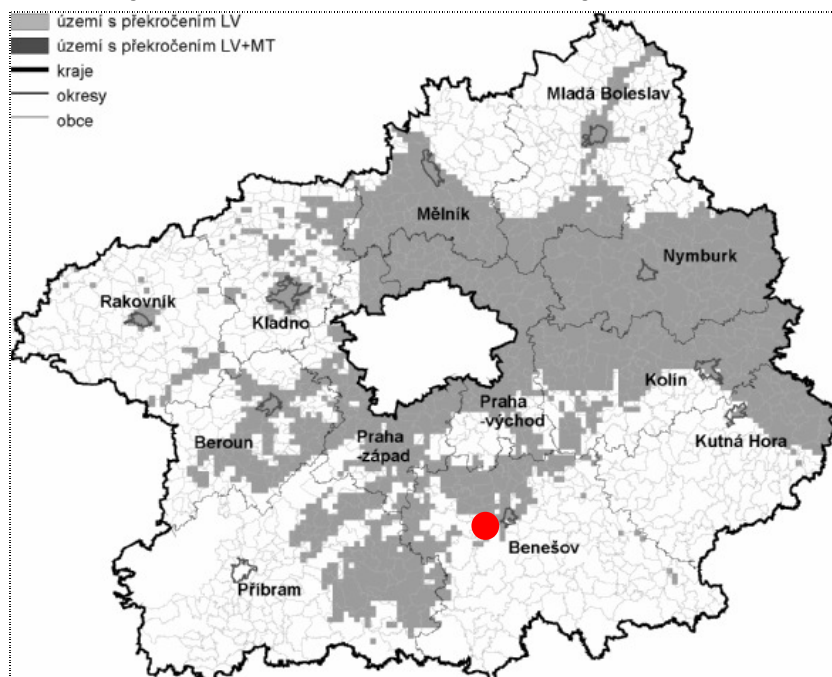 území s překročením LV
území s překročením LV+MT
kraje
okresy
obce
Mladá Boleslav
Mělník
Nymburk
Rakovník
Kladno
Kolín
Praha
-východ
Beroun
Praha
-západ
Kutná Hora
Benešov
Příbram